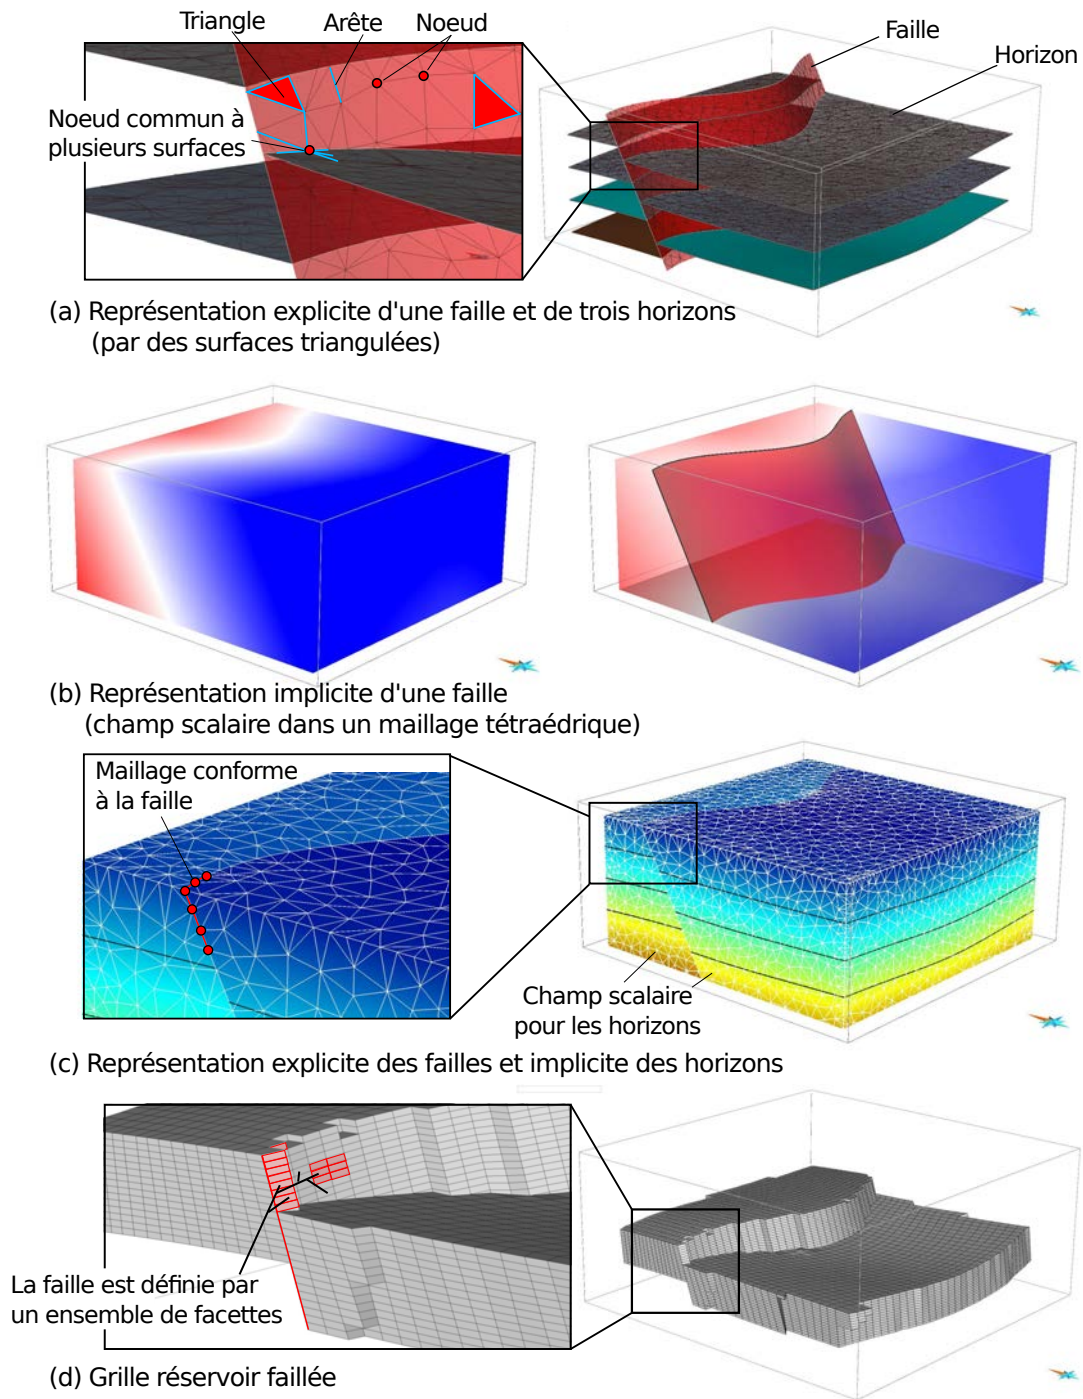 Triangle
Arête
Noeud
Faille
Horizon
Noeud commun à
plusieurs surfaces
(a) Représentation explicite d'une faille et de trois horizons
(par des surfaces triangulées)
(b) Représentation implicite d'une faille
(champ scalaire dans un maillage tétraédrique)
Maillage conforme
à la faille
Champ scalaire
pour les horizons
(c) Représentation explicite des failles et implicite des horizons
La faille est définie par
un ensemble de facettes
(d) Grille réservoir faillée